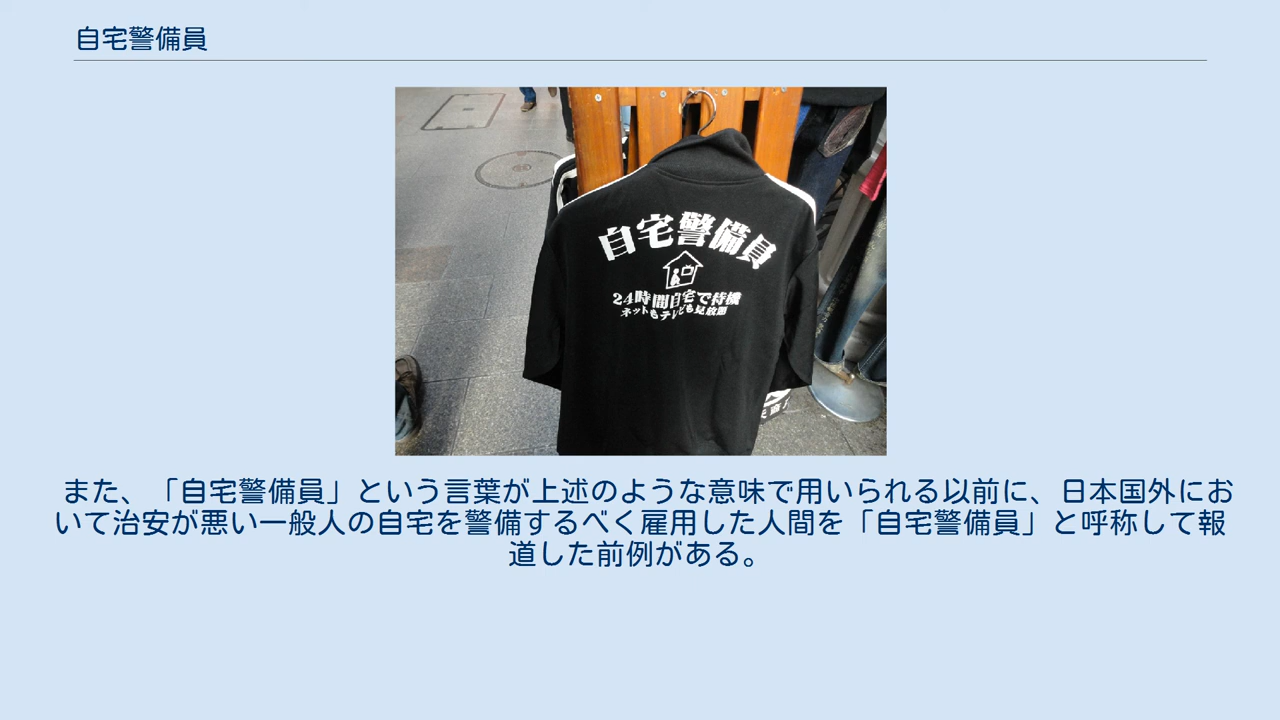 自宅警備員
自宅警備員
24時間自宅で待機
ネットもテレビも見放題
また、「自宅警備員」という言葉が上述のような意味で用いられる以前に、日本国外にお
いて治安が悪い一般人の自宅を警備するべく雇用した人間を「自宅警備員」と呼称して報
道した前例がある。